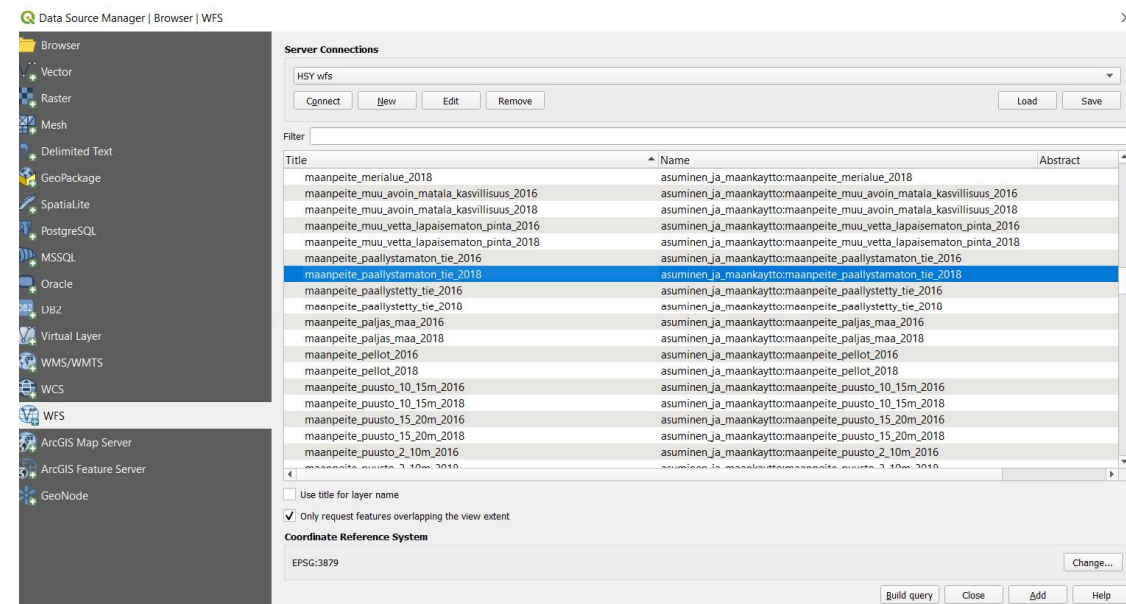 Data Source Manager | Browser | WFS
Browser
Vector
Raster
Mesh
Delimited Text
GeoPackage
SpatiaLite
PostgreSQL
MSSQL
Oracle
DB2
Virtual Layer
WMS/WMTS
WCS
WFS
ArcGIS Map Server
ArcGIS Feature Server
GeoNode
Server Connections
HSY wfs
Connect New Edit Remove Load Save
Filter
Title Name Abstract
maanpeite_merialue_2018 asuminen_ja_maankaytto:maanpeite_merialue_2018
maanpeite_muu_avoin_matala_kasvillisuus_2016 asuminen_ja_maankaytto:maanpeite_muu_avoin_matala_kasvillisuus_2016
maanpeite_muu_avoin_matala_kasvillisuus_2018 asuminen_ja_maankaytto:maanpeite_muu_avoin_matala_kasvillisuus_2018
maanpeite_muu_vetta_lapaisematon_pinta_2016 asuminen_ja_maankaytto:maanpeite_muu_vetta_lapaisematon_pinta_2016
maanpeite_muu_vetta_lapaisematon_pinta_2018 asuminen_ja_maankaytto:maanpeite_muu_vetta_lapaisematon_pinta_2018
maanpeite_paallystamaton_tie_2016 asuminen_ja_maankaytto:maanpeite_paallystamaton_tie_2016
maanpeite_paallystamaton_tie_2018 asuminen_ja_maankaytto:maanpeite_paallystamaton_tie_2018
maanpeite_paallystetty_tie_2016 asuminen_ja_maankaytto:maanpeite_paallystetty_tie_2016
maanpeite_paallystetty_tie_2018 asuminen_ja_maankaytto:maanpeite_paallystetty_tie_2018
maanpeite_paljas_maa_2016 asuminen_ja_maankaytto:maanpeite_paljas_maa_2016
maanpeite_paljas_maa_2018 asuminen_ja_maankaytto:maanpeite_paljas_maa_2018
maanpeite_pellot_2016 asuminen_ja_maankaytto:maanpeite_pellot_2016
maanpeite_pellot_2018 asuminen_ja_maankaytto:maanpeite_pellot_2018
maanpeite_puusto_10_15m_2016 asuminen_ja_maankaytto:maanpeite_puusto_10_15m_2016
maanpeite_puusto_10_15m_2018 asuminen_ja_maankaytto:maanpeite_puusto_10_15m_2018
maanpeite_puusto_15_20m_2016 asuminen_ja_maankaytto:maanpeite_puusto_15_20m_2016
maanpeite_puusto_15_20m_2018 asuminen_ja_maankaytto:maanpeite_puusto_15_20m_2018
maanpeite_puusto_2_10m_2016 asuminen_ja_maankaytto:maanpeite_puusto_2_10m_2016
maanpeite_puusto_2_10m_2018 asuminen_ja_maankaytto:maanpeite_puusto_2_10m_2018
Use title for layer name
Only request features overlapping the view extent
Coordinate Reference System
EPSG:3879 Change...
Build query Close Add Help